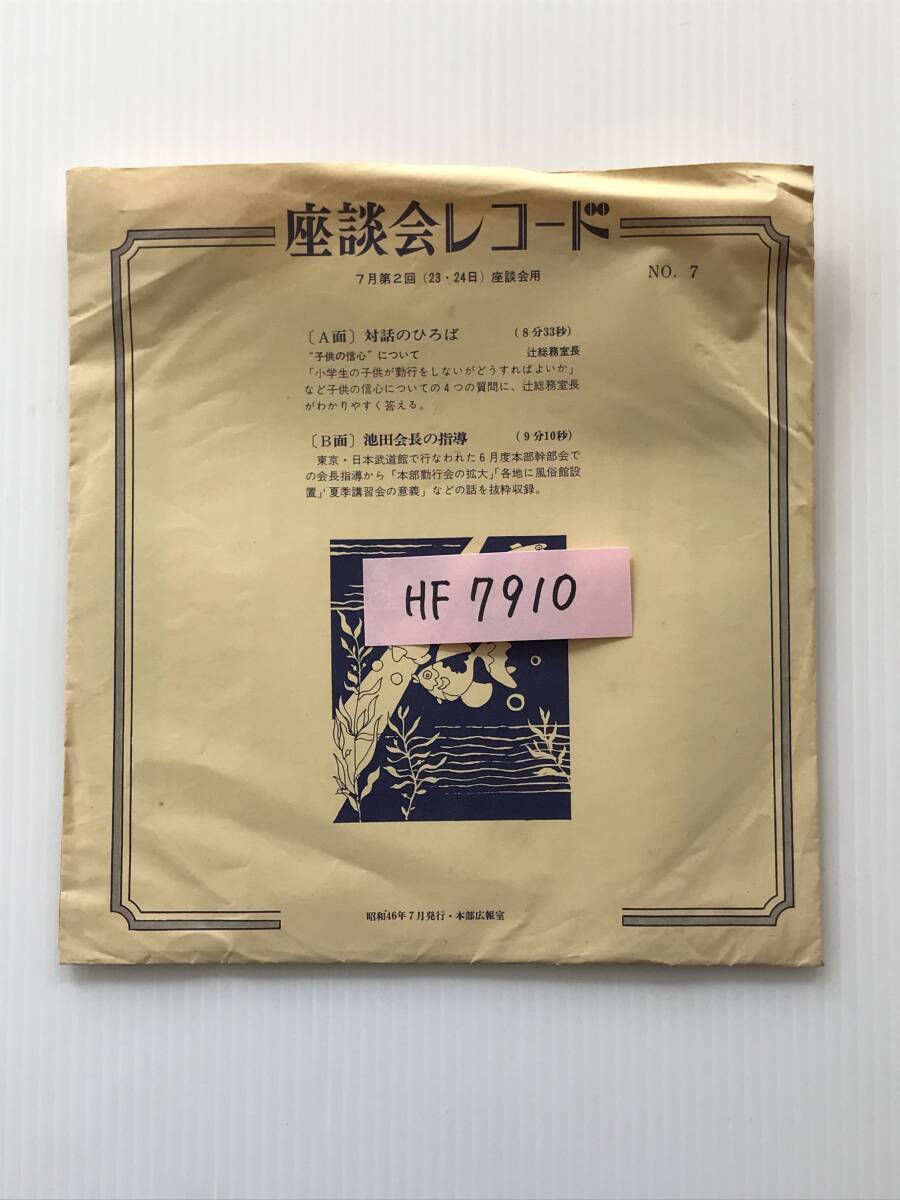 座談会レコード
7月第2回（23・24日）座談会用
NO. 7
〔A面〕対話のひろば （8分33秒）
“子供の信心”について 辻総務室長
「小学生の子供が勤行をしないがどうすればよいか」
など子供の信心についての4つの質問に、辻総務室長
がわかりやすく答える。
〔B面〕池田会長の指導 （9分10秒）
東京・日本武道館で行なわれた6月度本部幹部会で
の会長指導から「本部勤行会の拡大」「各地に風俗館設
置」「夏季講習会の意義」などの話を抜粋収録。
HF 7910
昭和46年7月発行・本部広報室